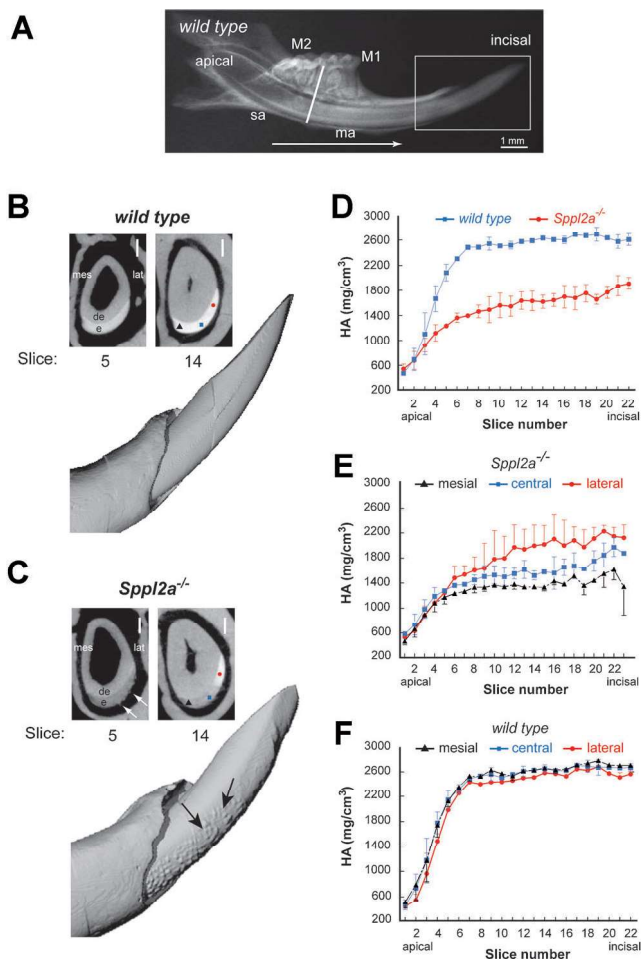 A
wild type
M2
M1
incisal
apical
sa
ma
1 mm
B
wild type
mes
lat
de
e
Slice: 5 14
C
Sppl2a-/-
mes
lat
de
e
Slice: 5 14
D
wild type Sppl2a-/-
HA (mg/cm3)
3000
2600
2200
1800
1400
1000
600
200
2 4 6 8 10 12 14 16 18 20 22
apical incisal
Slice number
E
Sppl2a-/-
mesial central lateral
HA (mg/cm3)
3000
2600
2200
1800
1400
1000
600
200
2 4 6 8 10 12 14 16 18 20 22
apical incisal
Slice number
F
wild type
mesial central lateral
HA (mg/cm3)
3000
2600
2200
1800
1400
1000
600
200
2 4 6 8 10 12 14 16 18 20 22
apical incisal
Slice number